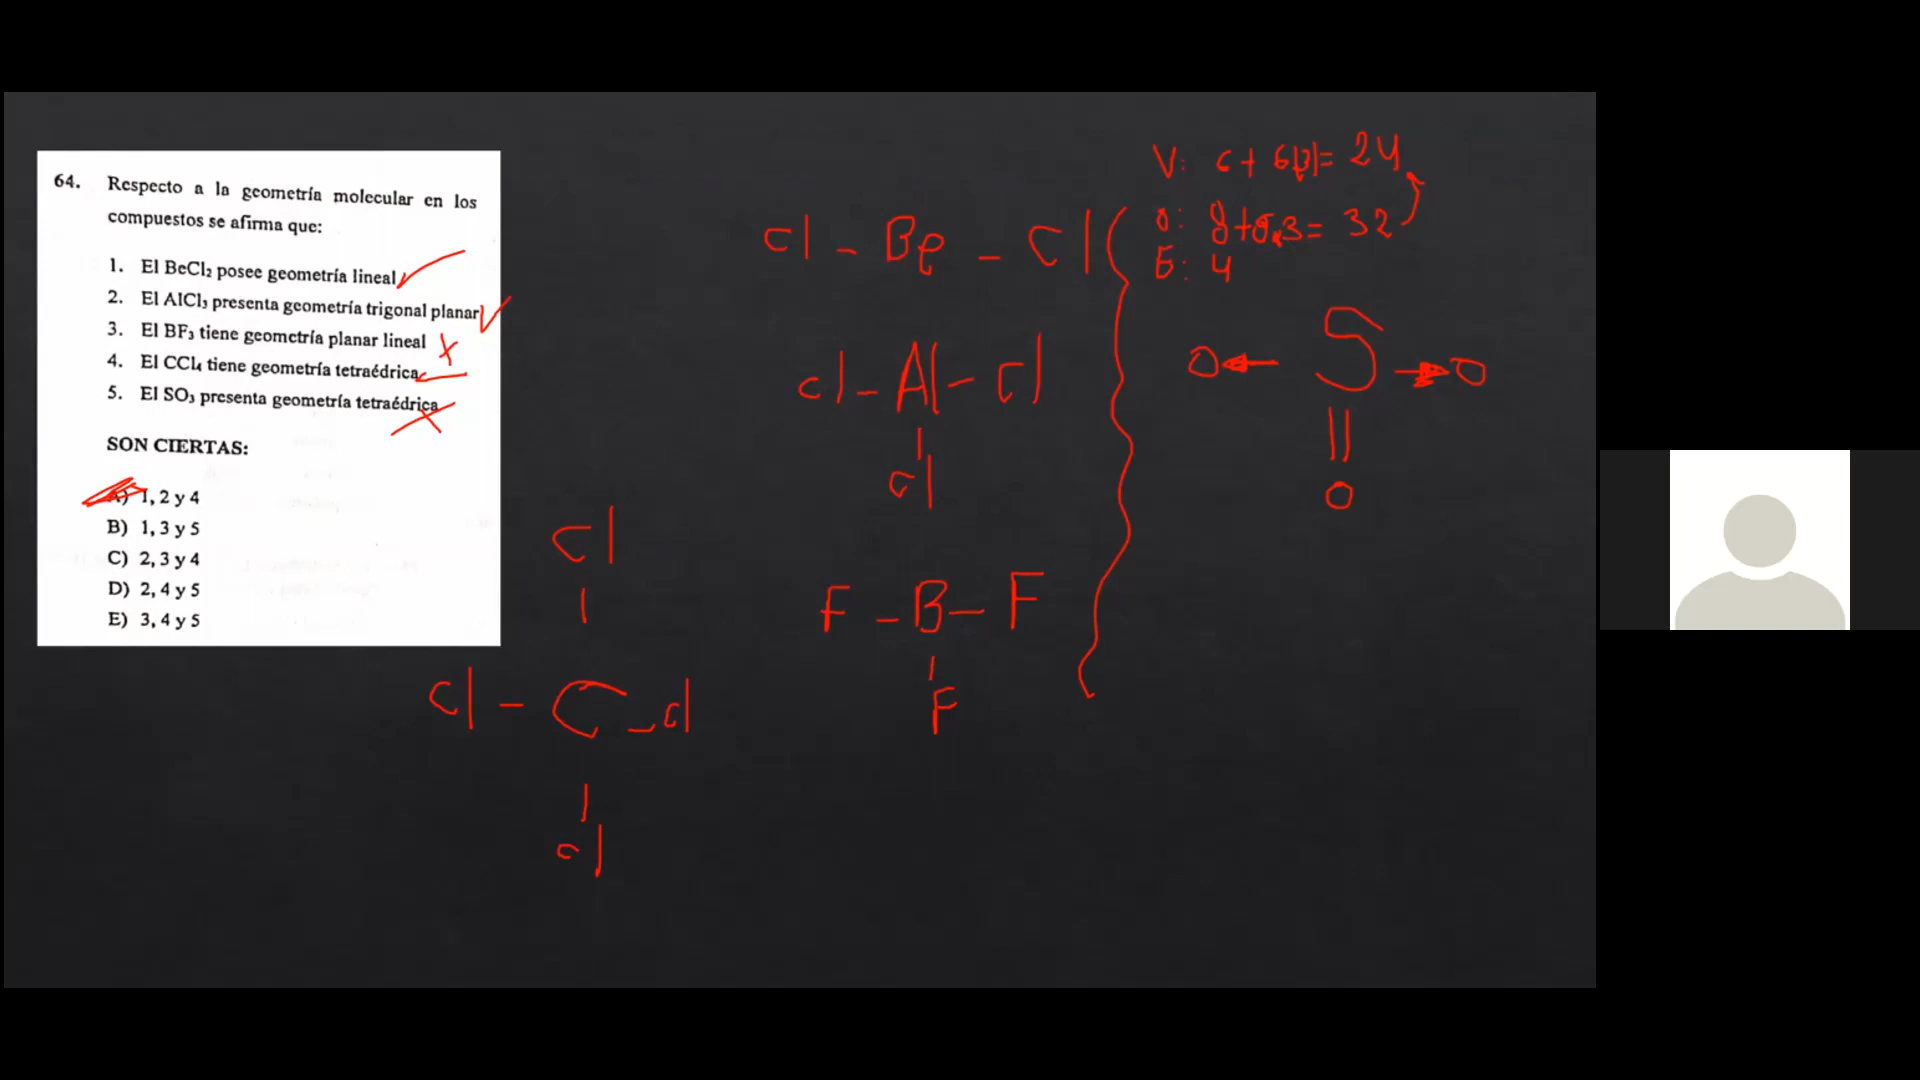 64. Respecto a la geometría molecular en los
compuestos se afirma que:
1. El BeCl₂ posee geometría lineal
2. El AlCl₃ presenta geometría trigonal planar
3. El BF₃ tiene geometría planar lineal
4. El CCl₄ tiene geometría tetraédrica
5. El SO₃ presenta geometría tetraédrica
SON CIERTAS:
A) 1, 2 y 4
B) 1, 3 y 5
C) 2, 3 y 4
D) 2, 4 y 5
E) 3, 4 y 5
Cl
|
Cl - C - Cl
|
Cl
Cl - Be - Cl
Cl - Al - Cl
|
Cl
F - B - F
|
F
V: 6 + 6(3) = 24
O: 8 + 8x3 = 32
E: 4
O ← S → O
||
O